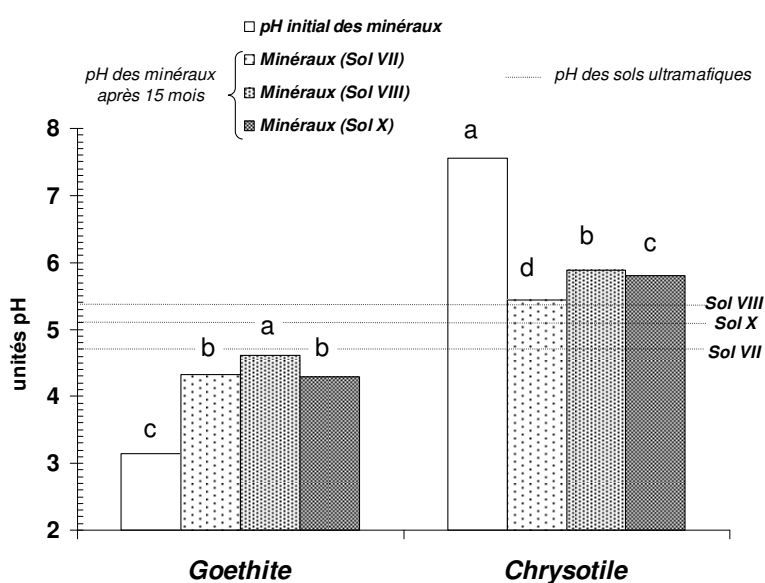 pH initial des minéraux
pH des minéraux
après 15 mois
Minéraux (Sol VII)
Minéraux (Sol VIII)
Minéraux (Sol X)
pH des sols ultramafiques
unités pH
8
7
6
5
4
3
2
c
b
a
b
a
d
b
c
Sol VIII
Sol X
Sol VII
Goethite
Chrysotile